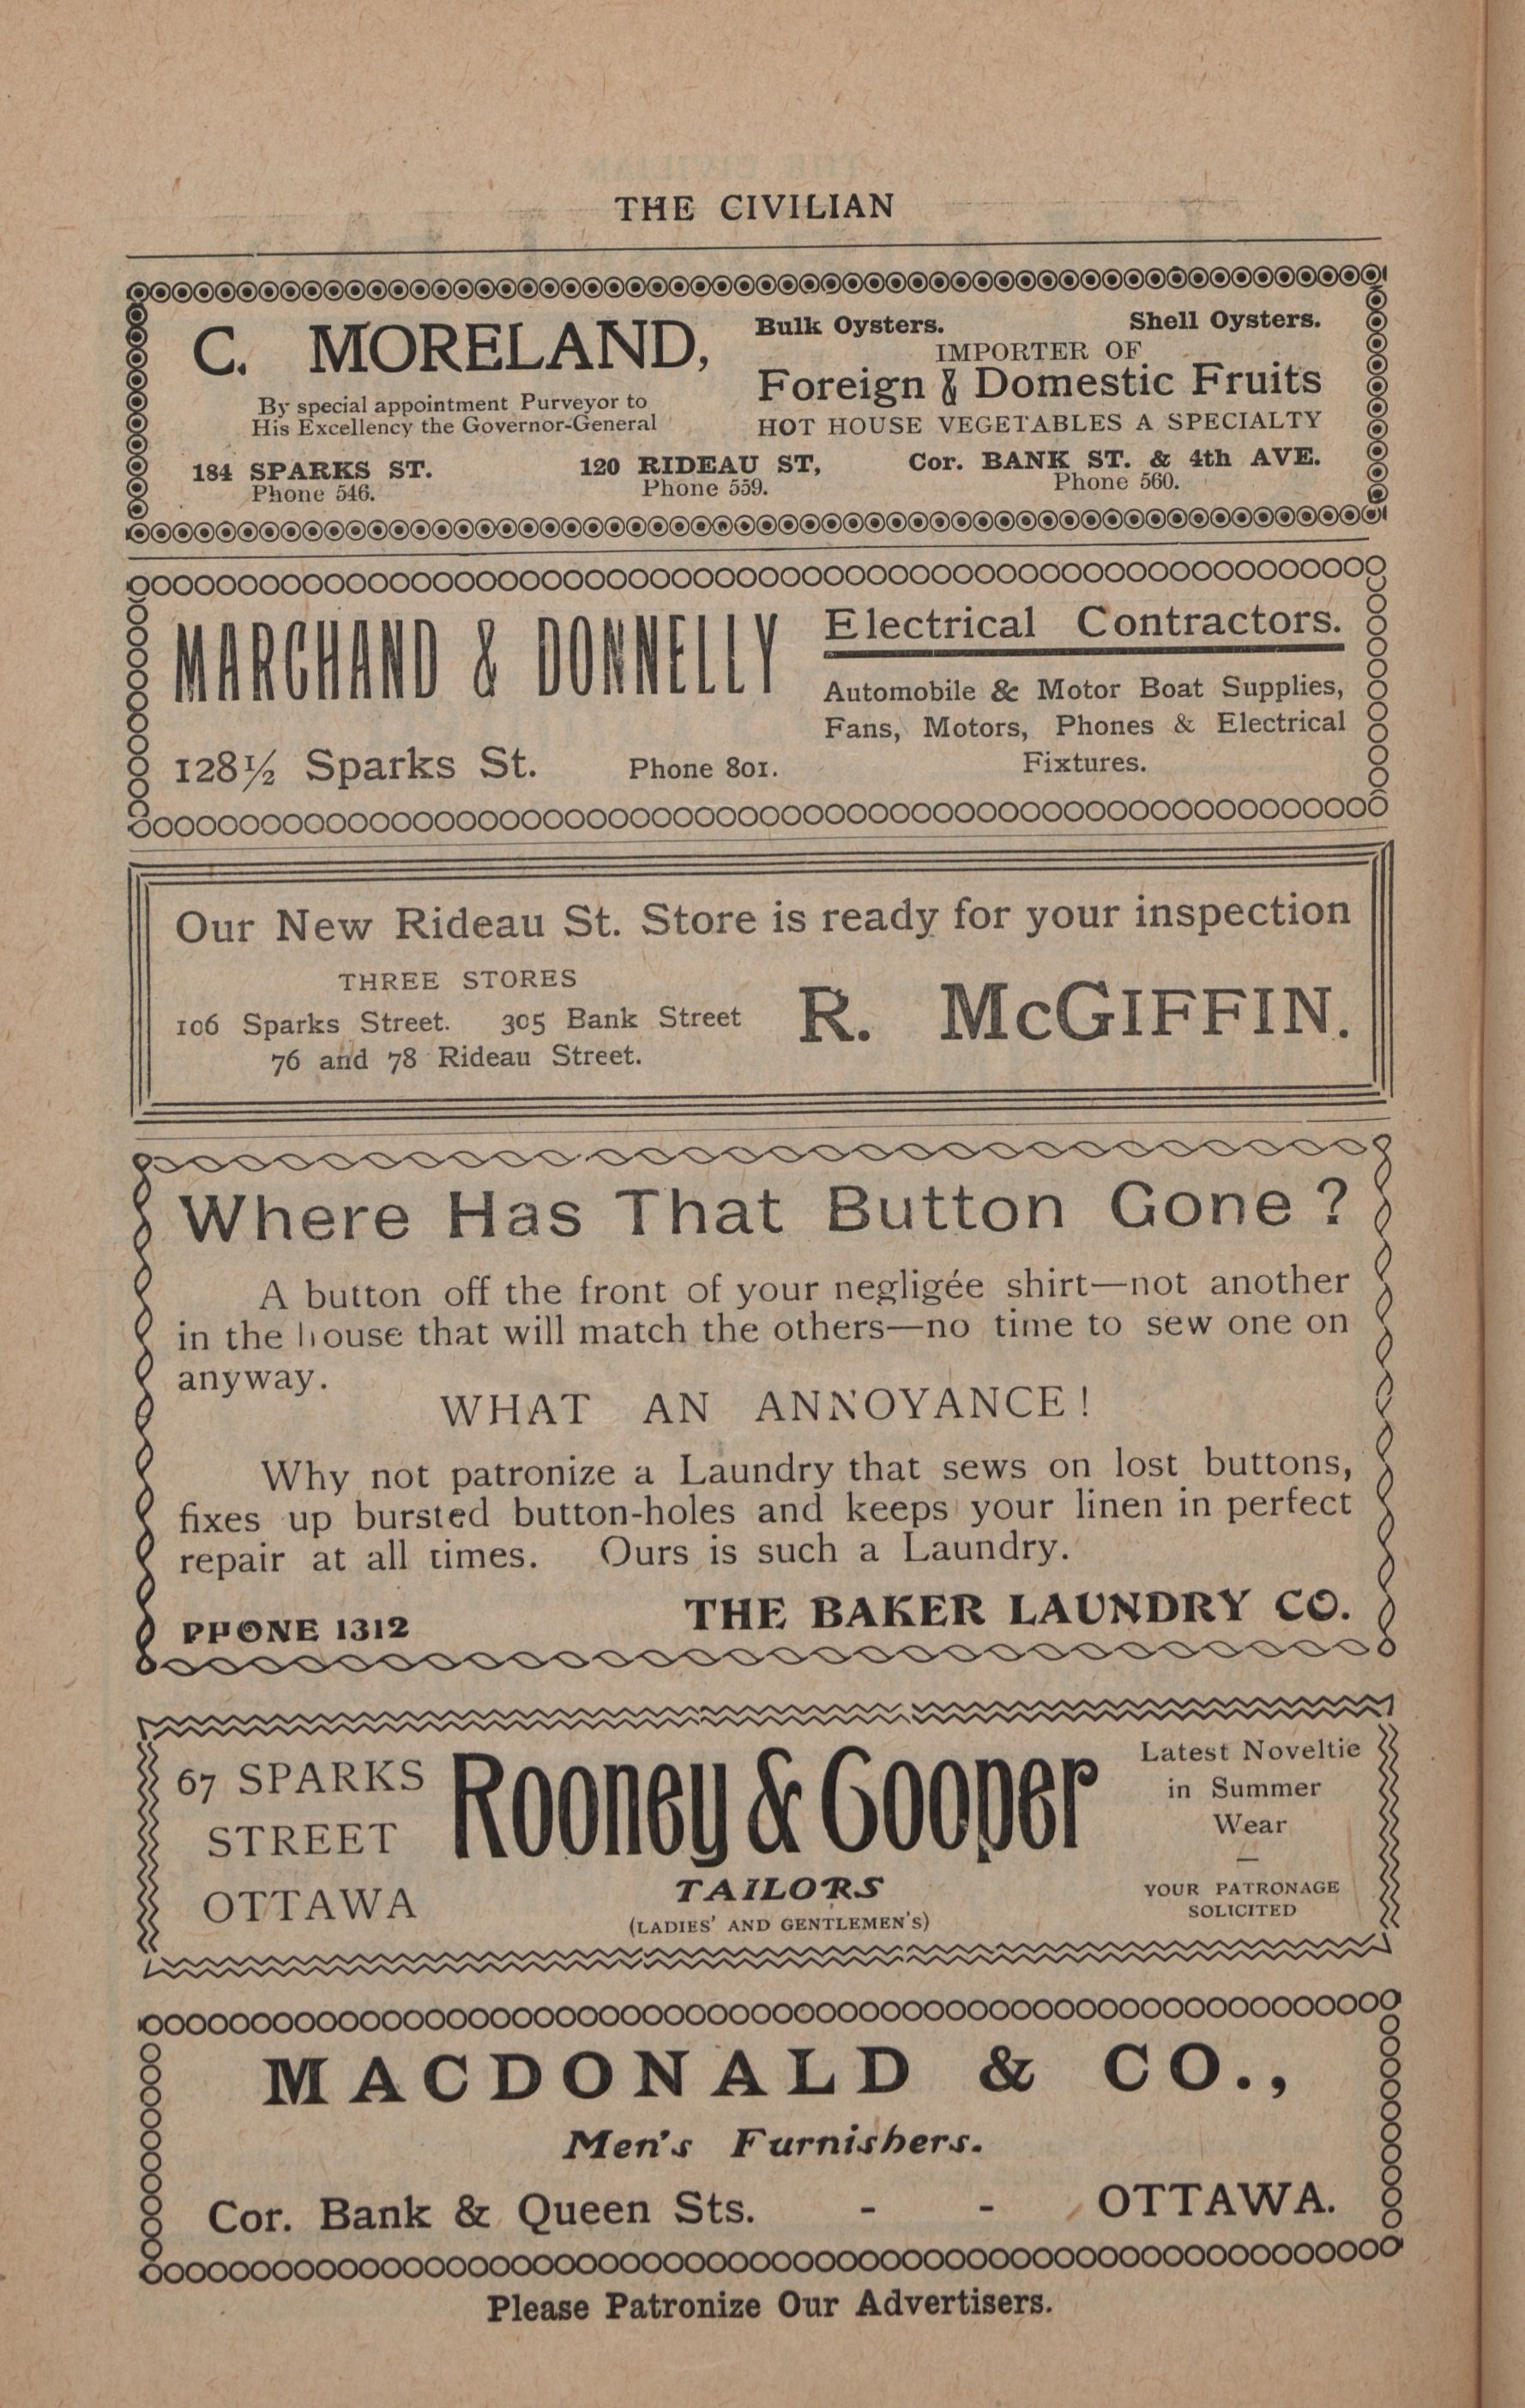 THE CIVILIAN
C. MORELAND,
By special appointment Purveyor to
His Excellency the Governor-General
Bulk Oysters. Shell Oysters.
IMPORTER OF
Foreign & Domestic Fruits
HOT HOUSE VEGETABLES A SPECIALTY
184 SPARKS ST. 120 RIDEAU ST, Cor. BANK ST. & 4th AVE.
Phone 546. Phone 559. Phone 560.
MARCHAND & DONNELLY
128½ Sparks St. Phone 801.
Electrical Contractors.
Automobile & Motor Boat Supplies,
Fans, Motors, Phones & Electrical
Fixtures.
Our New Rideau St. Store is ready for your inspection
THREE STORES
106 Sparks Street. 305 Bank Street
76 and 78 Rideau Street.
R. McGIFFIN.
Where Has That Button Gone ?
A button off the front of your negligée shirt—not another
in the house that will match the others—no time to sew one on
anyway.
WHAT AN ANNOYANCE !
Why not patronize a Laundry that sews on lost buttons,
fixes up bursted button-holes and keeps your linen in perfect
repair at all times. Ours is such a Laundry.
PHONE 1312 THE BAKER LAUNDRY CO.
67 SPARKS
STREET
OTTAWA
Rooney & Cooper
TAILORS
(LADIES' AND GENTLEMEN'S)
Latest Noveltie
in Summer
Wear
—
YOUR PATRONAGE
SOLICITED
MACDONALD & CO.,
Men's Furnishers.
Cor. Bank & Queen Sts. - - OTTAWA.
Please Patronize Our Advertisers.